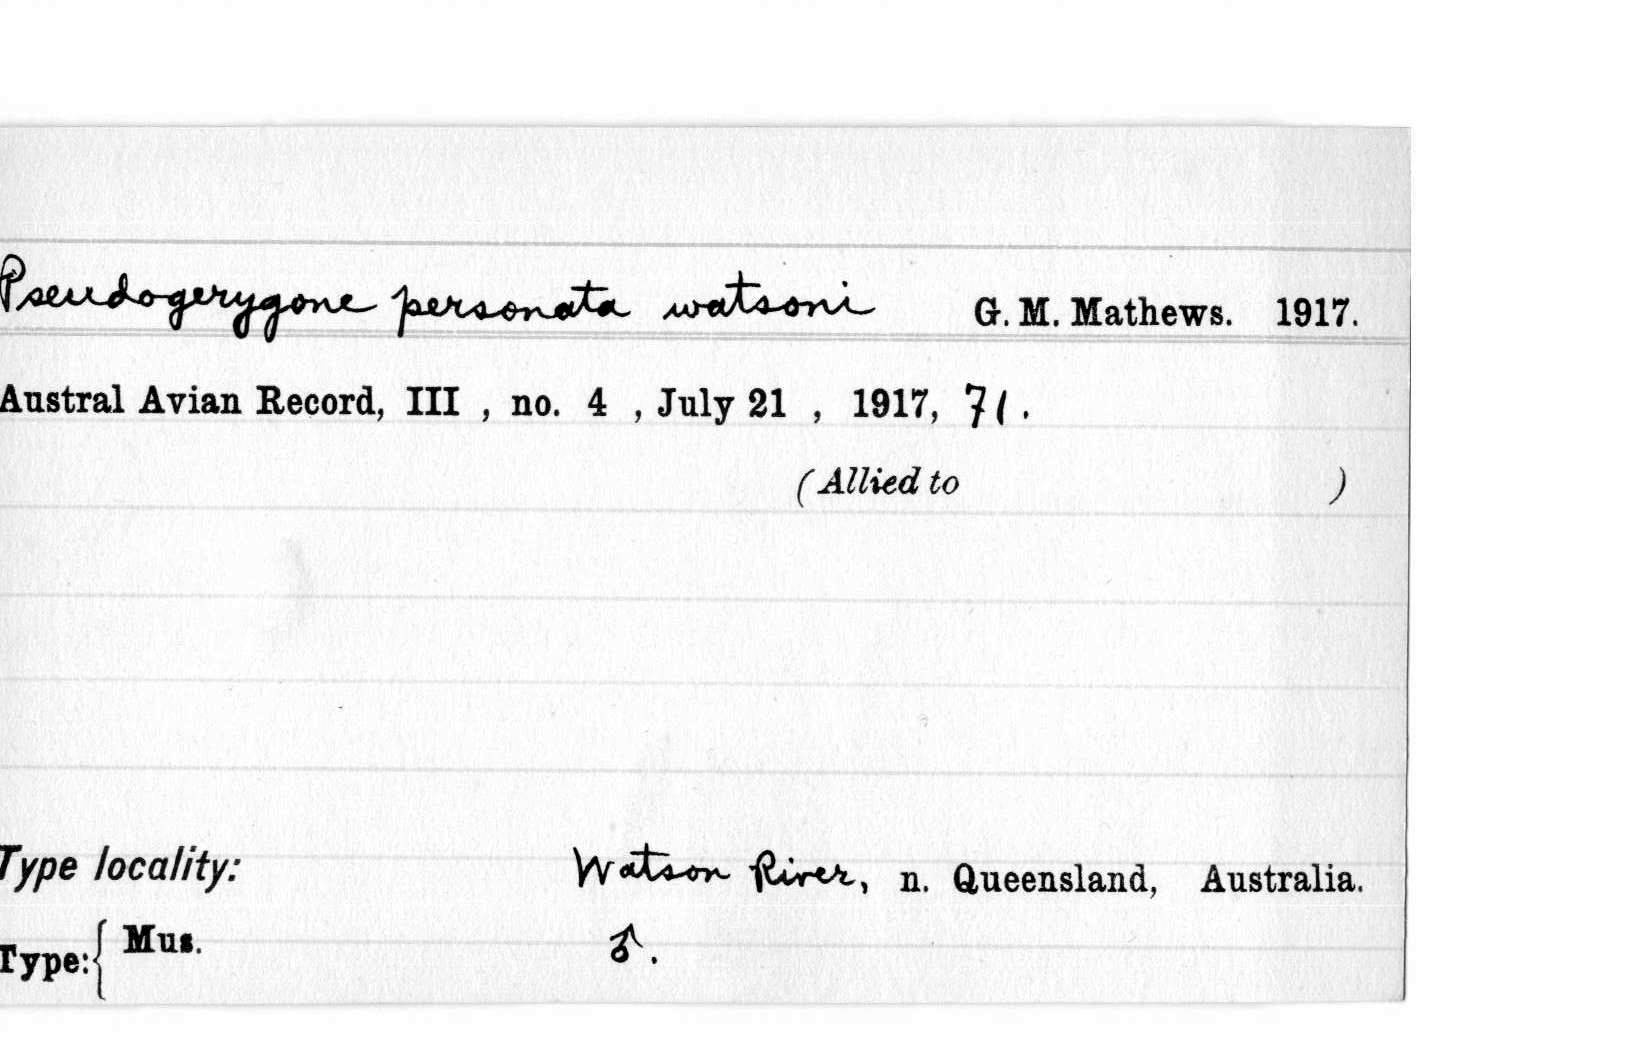 Pseudogerygone personata watsoni G. M. Mathews. 1917.
Austral Avian Record, III , no. 4 , July 21 , 1917, 71.
(Allied to )
Type locality: Watson River, n. Queensland, Australia.
Type:{ Mus. ♂.